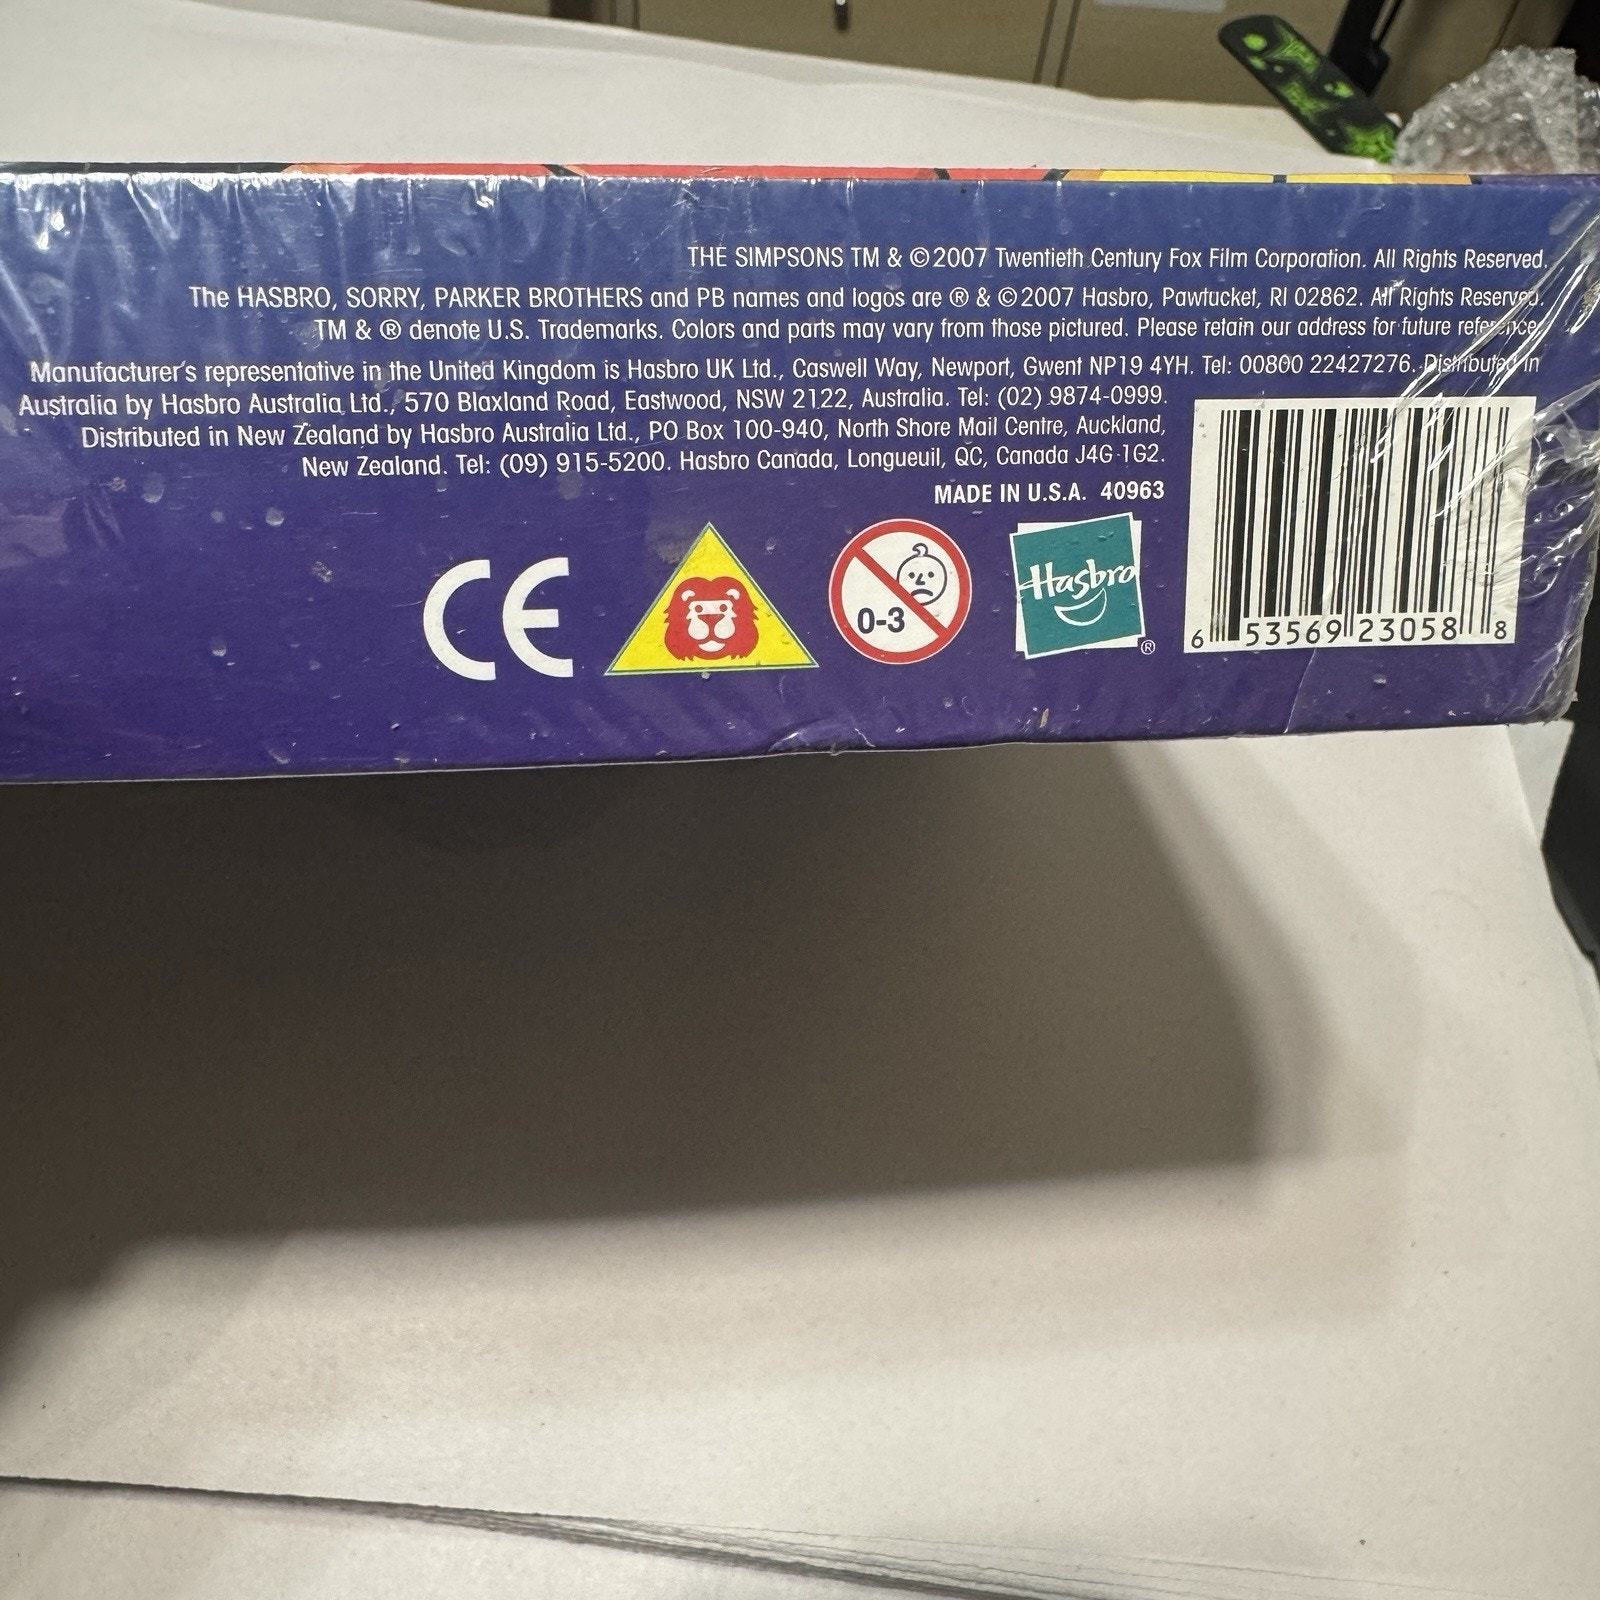 THE SIMPSONS TM & ©2007 Twentieth Century Fox Film Corporation. All Rights Reserved.
The HASBRO, SORRY, PARKER BROTHERS and PB names and logos are ® & ©2007 Hasbro, Pawtucket, RI 02862. All Rights Reserved.
TM & ® denote U.S. Trademarks. Colors and parts may vary from those pictured. Please retain our address for future reference.
Manufacturer's representative in the United Kingdom is Hasbro UK Ltd., Caswell Way, Newport, Gwent NP19 4YH. Tel: 00800 22427276. Distributed in
Australia by Hasbro Australia Ltd., 570 Blaxland Road, Eastwood, NSW 2122, Australia. Tel: (02) 9874-0999.
Distributed in New Zealand by Hasbro Australia Ltd., PO Box 100-940, North Shore Mail Centre, Auckland,
New Zealand. Tel: (09) 915-5200. Hasbro Canada, Longueuil, QC, Canada J4G 1G2.
MADE IN U.S.A. 40963
CE
0-3
Hasbro ®
6 53569 23058 8